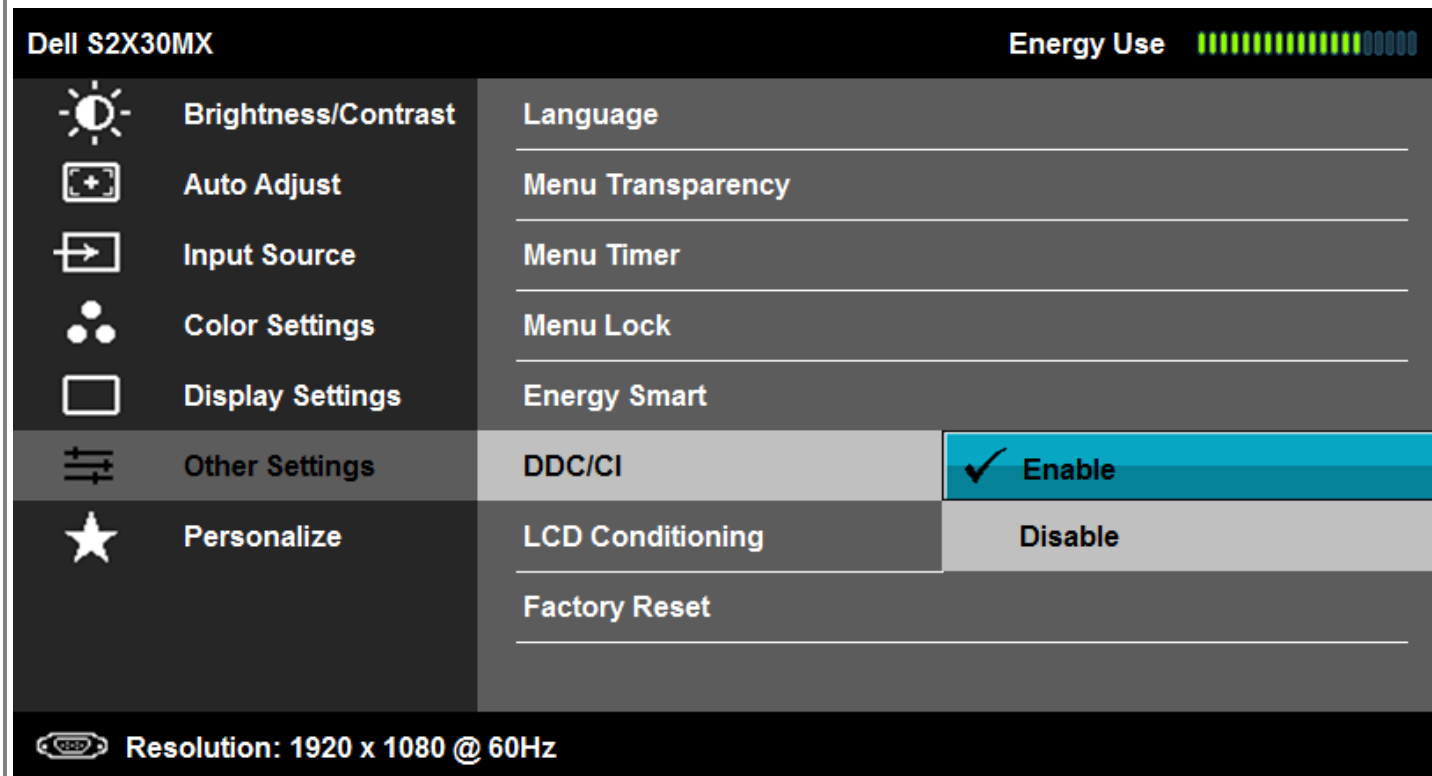 Dell S2X30MX Energy Use
Brightness/Contrast Language
Auto Adjust Menu Transparency
Input Source Menu Timer
Color Settings Menu Lock
Display Settings Energy Smart
Other Settings DDC/CI Enable
Personalize LCD Conditioning Disable
Factory Reset
Resolution: 1920 x 1080 @ 60Hz